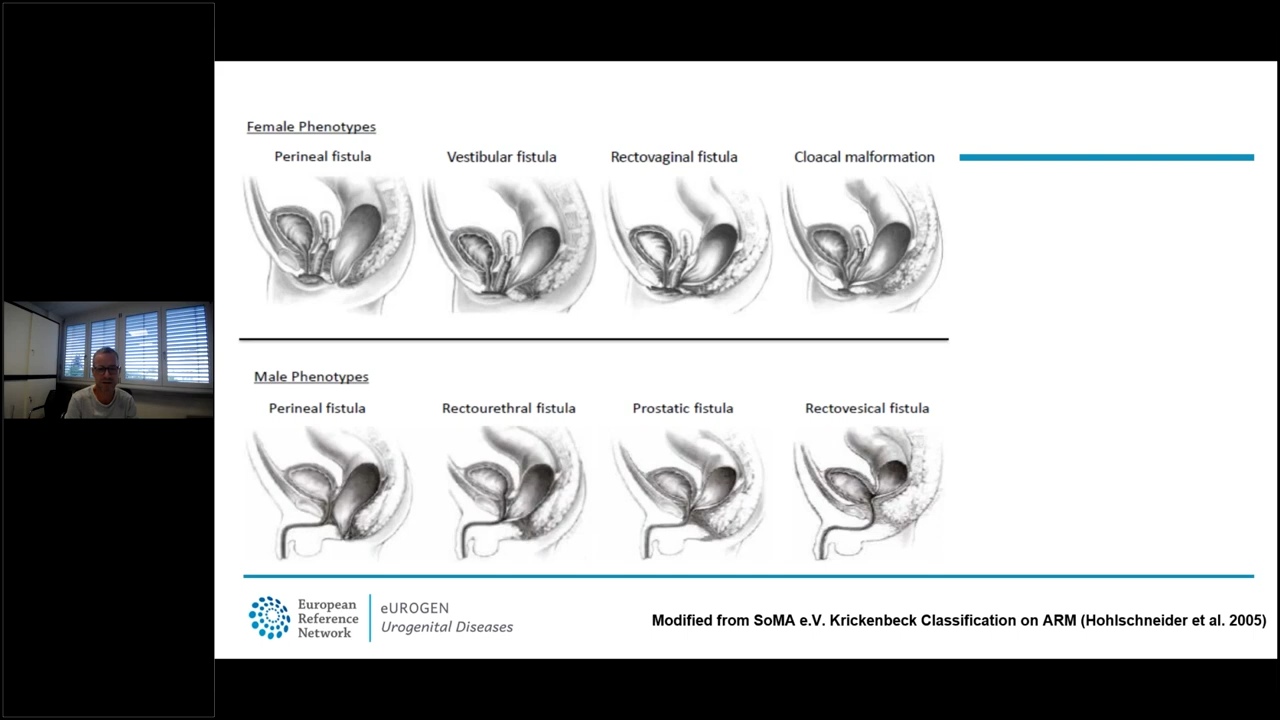 Female Phenotypes
Perineal fistula
Vestibular fistula
Rectovaginal fistula
Cloacal malformation
Male Phenotypes
Perineal fistula
Rectourethral fistula
Prostatic fistula
Rectovesical fistula
European
Reference
Network
eUROGEN
Urogenital Diseases
Modified from SoMA e.V. Krickenbeck Classification on ARM (Hohlschneider et al. 2005)